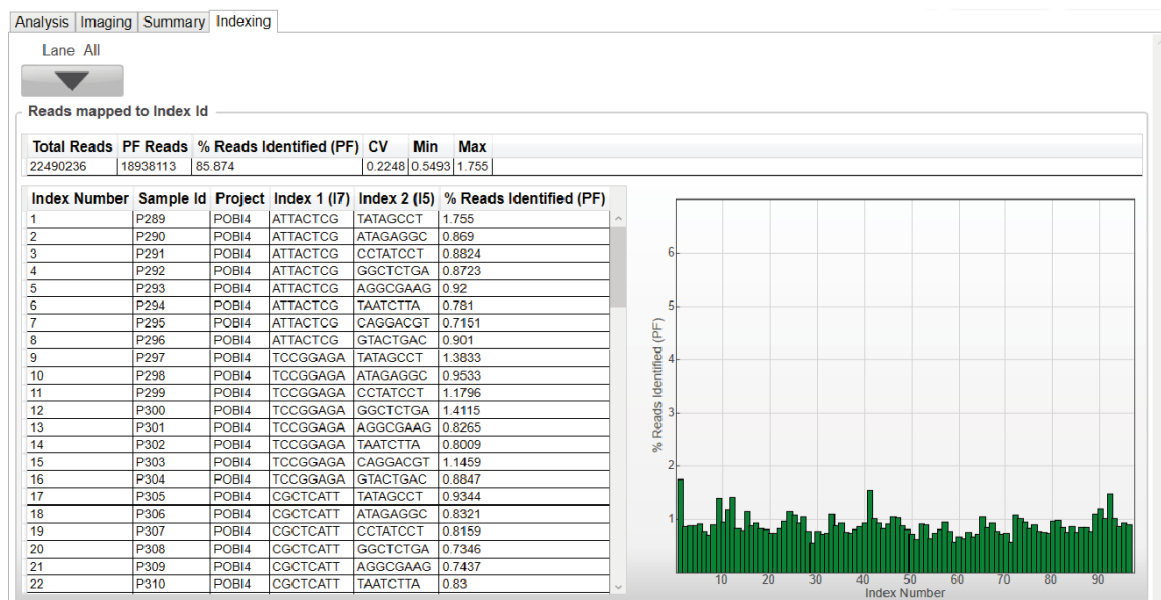 Analysis Imaging Summary Indexing
Lane All
Reads mapped to Index Id
Total Reads PF Reads % Reads Identified (PF) CV Min Max
22490236 18938113 85.874 0.2248 0.5493 1.755
Index Number Sample Id Project Index 1 (I7) Index 2 (I5) % Reads Identified (PF)
1 P289 POBI4 ATTACTCG TATAGCCT 1.755
2 P290 POBI4 ATTACTCG ATAGAGGC 0.869
3 P291 POBI4 ATTACTCG CCTATCCT 0.8824
4 P292 POBI4 ATTACTCG GGCTCTGA 0.8723
5 P293 POBI4 ATTACTCG AGGCGAAG 0.92
6 P294 POBI4 ATTACTCG TAATCTTA 0.781
7 P295 POBI4 ATTACTCG CAGGACGT 0.7151
8 P296 POBI4 ATTACTCG GTACTGAC 0.901
9 P297 POBI4 TCCGGAGA TATAGCCT 1.3833
10 P298 POBI4 TCCGGAGA ATAGAGGC 0.9533
11 P299 POBI4 TCCGGAGA CCTATCCT 1.1796
12 P300 POBI4 TCCGGAGA GGCTCTGA 1.4115
13 P301 POBI4 TCCGGAGA AGGCGAAG 0.8265
14 P302 POBI4 TCCGGAGA TAATCTTA 0.8009
15 P303 POBI4 TCCGGAGA CAGGACGT 1.1459
16 P304 POBI4 TCCGGAGA GTACTGAC 0.8847
17 P305 POBI4 CGCTCATT TATAGCCT 0.9344
18 P306 POBI4 CGCTCATT ATAGAGGC 0.8321
19 P307 POBI4 CGCTCATT CCTATCCT 0.8159
20 P308 POBI4 CGCTCATT GGCTCTGA 0.7346
21 P309 POBI4 CGCTCATT AGGCGAAG 0.7437
22 P310 POBI4 CGCTCATT TAATCTTA 0.83
% Reads Identified (PF)
6
5
4
3
2
1
10 20 30 40 50 60 70 80 90
Index Number